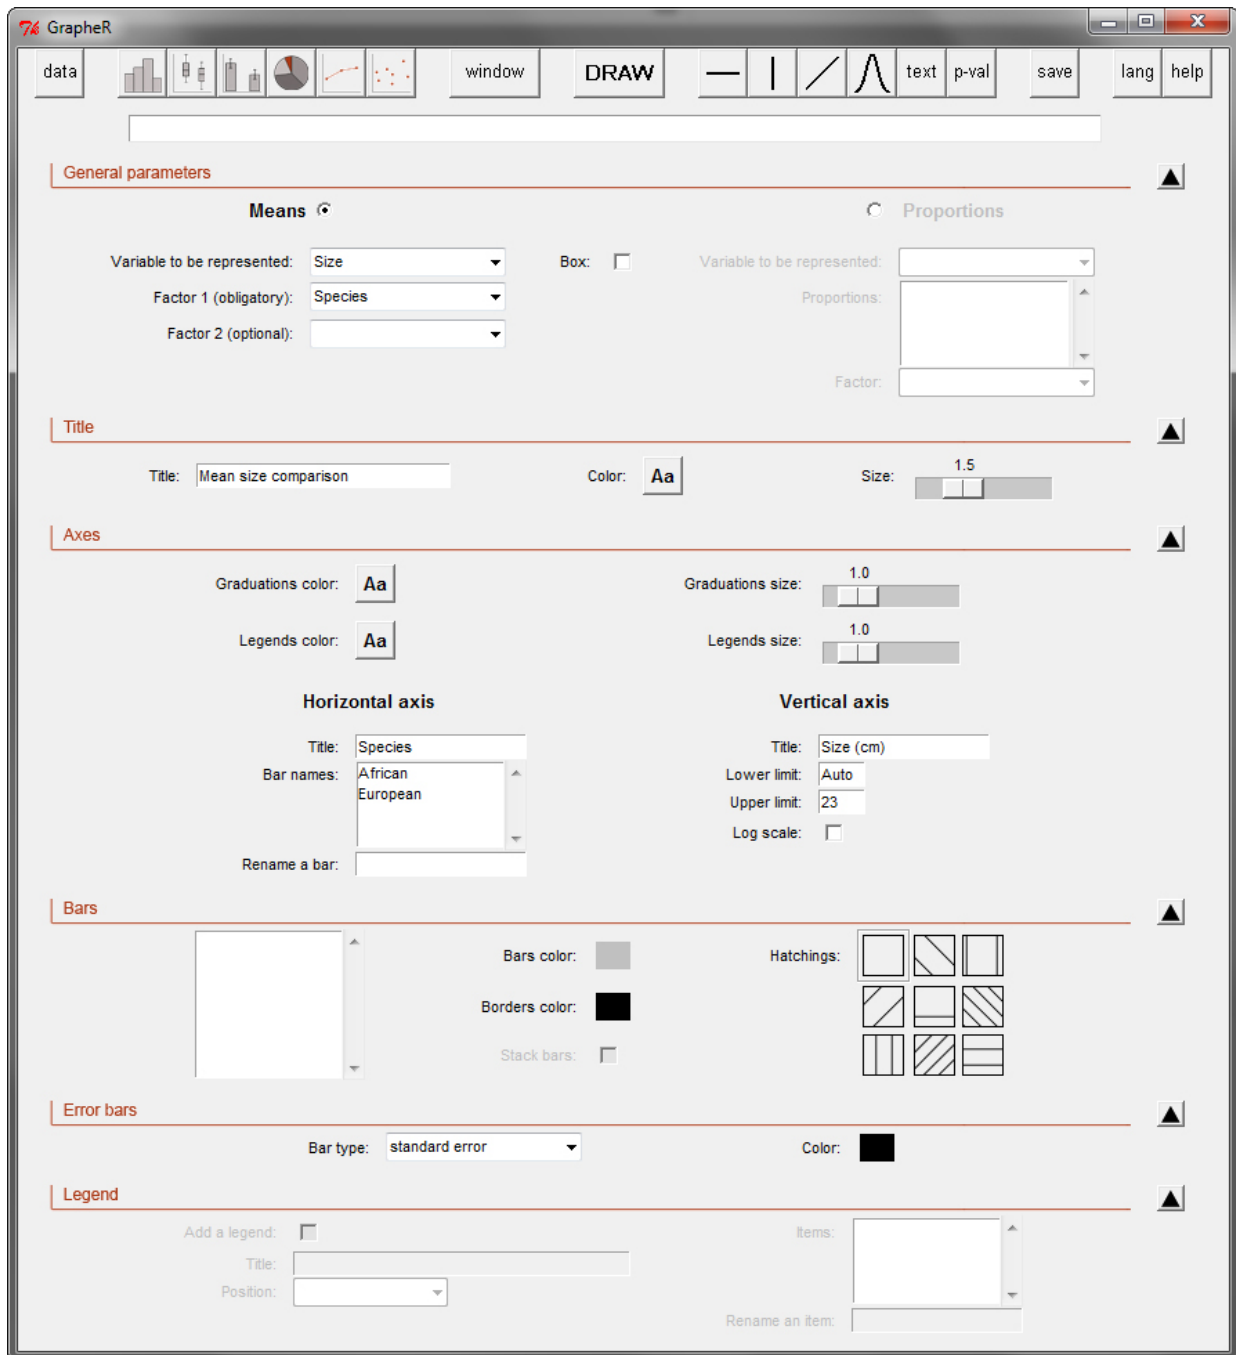 GrapheR
data window DRAW text p-val save lang help
General parameters
Means Proportions
Variable to be represented: Size Box: Variable to be represented:
Factor 1 (obligatory): Species Proportions:
Factor 2 (optional):
Factor:
Title
Title: Mean size comparison Color: Aa Size: 1.5
Axes
Graduations color: Aa Graduations size: 1.0
Legends color: Aa Legends size: 1.0
Horizontal axis Vertical axis
Title: Species Title: Size (cm)
Bar names: African Lower limit: Auto
European Upper limit: 23
Log scale:
Rename a bar:
Bars
Bars color: Hatchings:
Borders color:
Stack bars:
Error bars
Bar type: standard error Color:
Legend
Add a legend: Items:
Title:
Position:
Rename an item: